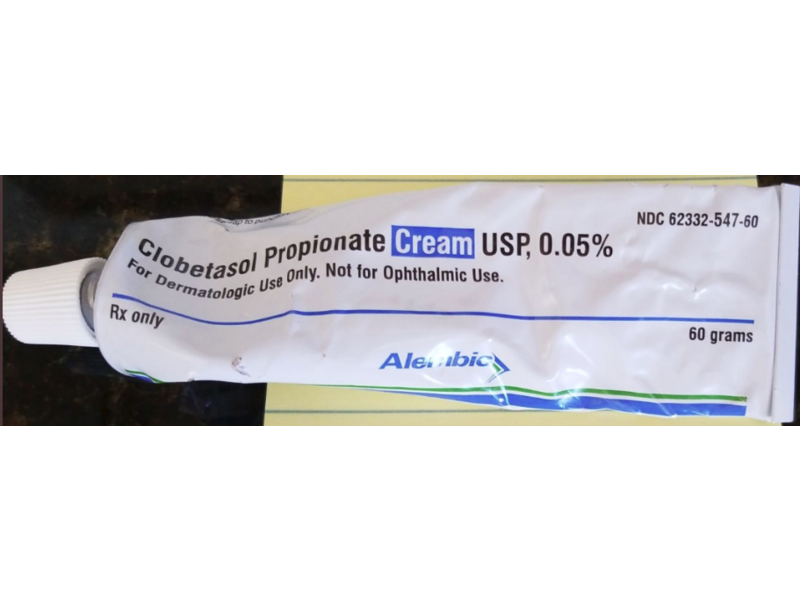 NDC 62332-547-60
Clobetasol Propionate Cream USP, 0.05%
For Dermatologic Use Only. Not for Ophthalmic Use.
Rx only
60 grams
Alembic